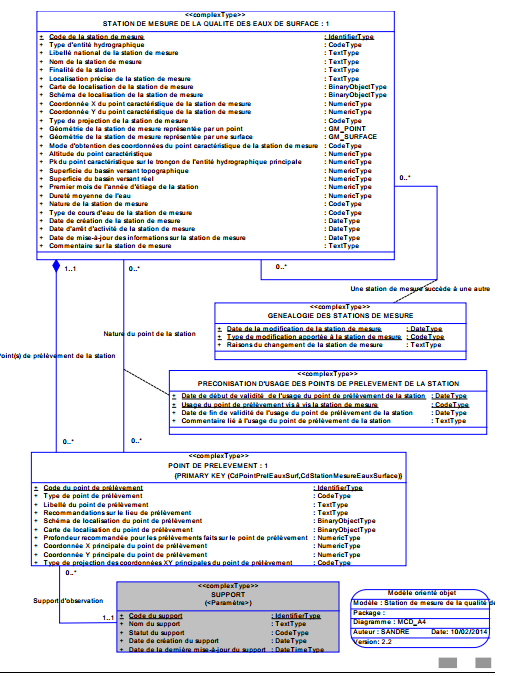 <<complexType>>
STATION DE MESURE DE LA QUALITE DES EAUX DE SURFACE : 1
+ Code de la station de mesure : IdentifierType
+ Type d'entité hydrographique : CodeType
+ Libellé national de la station de mesure : TextType
+ Nom de la station de mesure : TextType
+ Finalité de la station : TextType
+ Localisation précise de la station de mesure : TextType
+ Carte de localisation de la station de mesure : BinaryObjectType
+ Schéma de localisation de la station de mesure : BinaryObjectType
+ Coordonnée X du point caractéristique de la station de mesure : NumericType
+ Coordonnée Y du point caractéristique de la station de mesure : NumericType
+ Type de projection de la station de mesure : CodeType
+ Géométrie de la station de mesure représentée par un point : GM_POINT
+ Géométrie de la station de mesure représentée par une surface : GM_SURFACE
+ Mode d'obtention des coordonnées du point caractéristique de la station de mesure : CodeType
+ Altitude du point caractéristique : NumericType
+ Pk du point caractéristique sur le tronçon de l'entité hydrographique principale : NumericType
+ Superficie du bassin versant topographique : NumericType
+ Superficie du bassin versant réel : NumericType
+ Premier mois de l'année d'étiage de la station : NumericType
+ Dureté moyenne de l'eau : NumericType
+ Nature de la station de mesure : CodeType
+ Type de cours d'eau de la station de mesure : CodeType
+ Date de création de la station de mesure : DateType
+ Date d'arrêt d'activité de la station de mesure : DateType
+ Date de mise-à-jour des informations sur la station de mesure : DateType
+ Commentaire sur la station de mesure : TextType
0..*
1..1
0..*
0..*
Une station de mesure succède à une autre
<<complexType>>
GENEALOGIE DES STATIONS DE MESURE
+ Date de la modification de la station de mesure : DateType
+ Type de modification apportée à la station de mesure : CodeType
+ Raisons du changement de la station de mesure : TextType
Nature du point de la station
Point(s) de prélèvement de la station
<<complexType>>
PRECONISATION D'USAGE DES POINTS DE PRELEVEMENT DE LA STATION
+ Date de début de validité de l'usage du point de prélèvement de la station : DateType
+ Usage du point de prélèvement vis à vis la station de mesure : CodeType
+ Date de fin de validité de l'usage du point de prélèvement de la station : DateType
+ Commentaire lié à l'usage du point de prélèvement de la station : TextType
0..*
0..*
<<complexType>>
POINT DE PRELEVEMENT : 1
{PRIMARY KEY (CdPointPrelEauxSurf,CdStationMesureEauxSurface)}
+ Code du point de prélèvement : IdentifierType
+ Type de point de prélèvement : CodeType
+ Libellé du point de prélèvement : TextType
+ Recommandations sur le lieu de prélèvement : TextType
+ Schéma de localisation du point de prélèvement : BinaryObjectType
+ Carte de localisation du point de prélèvement : BinaryObjectType
+ Profondeur recommandée pour les prélèvements faits sur le point de prélèvement : NumericType
+ Coordonnée X principale du point de prélèvement : NumericType
+ Coordonnée Y principale du point de prélèvement : NumericType
+ Type de projection des coordonnées XY principales du point de prélèvement : CodeType
0..*
Support d'observation
1..1
<<complexType>>
SUPPORT
(<Paramètre>)
+ Code du support : IdentifierType
+ Nom du support : TextType
+ Statut du support : CodeType
+ Date de création du support : DateType
+ Date de la dernière mise-à-jour du support : DateTimeType
Modèle orienté objet
Modèle : Station de mesure de la qualité de
Package :
Diagramme : MCD_A4
Auteur : SANDRE Date: 10/02/2014
Version: 2.2